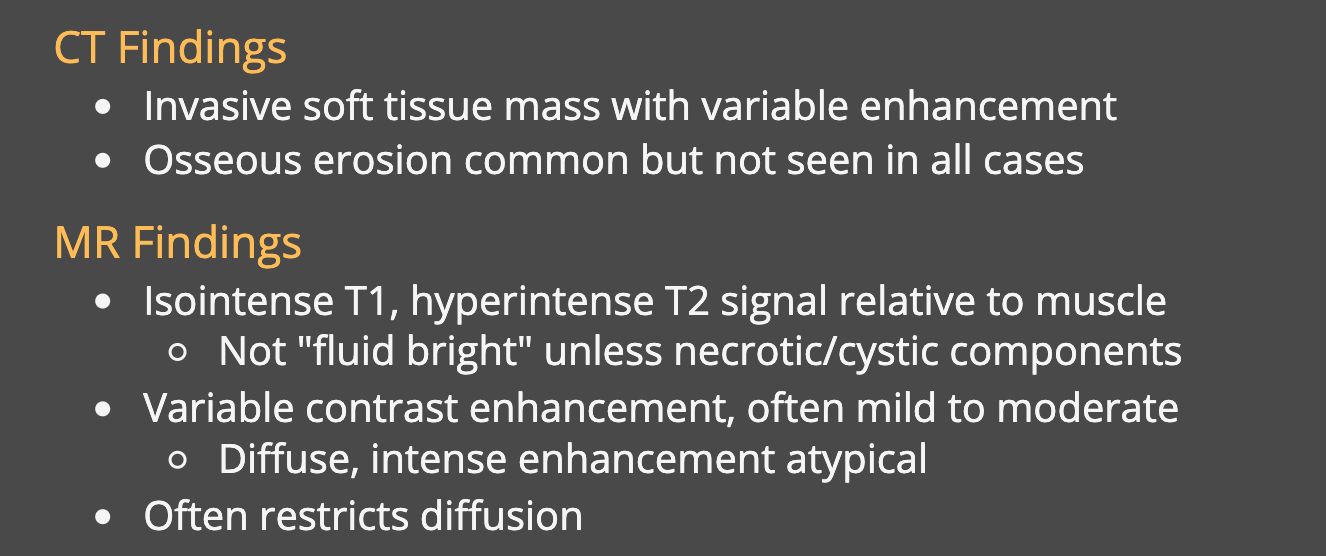 CT Findings
• Invasive soft tissue mass with variable enhancement
• Osseous erosion common but not seen in all cases
MR Findings
• Isointense T1, hyperintense T2 signal relative to muscle
○ Not "fluid bright" unless necrotic/cystic components
• Variable contrast enhancement, often mild to moderate
○ Diffuse, intense enhancement atypical
• Often restricts diffusion